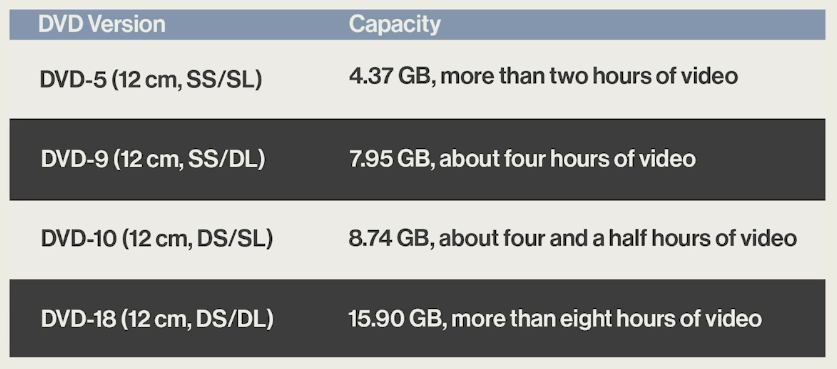 DVD Version Capacity
DVD-5 (12 cm, SS/SL) 4.37 GB, more than two hours of video
DVD-9 (12 cm, SS/DL) 7.95 GB, about four hours of video
DVD-10 (12 cm, DS/SL) 8.74 GB, about four and a half hours of video
DVD-18 (12 cm, DS/DL) 15.90 GB, more than eight hours of video